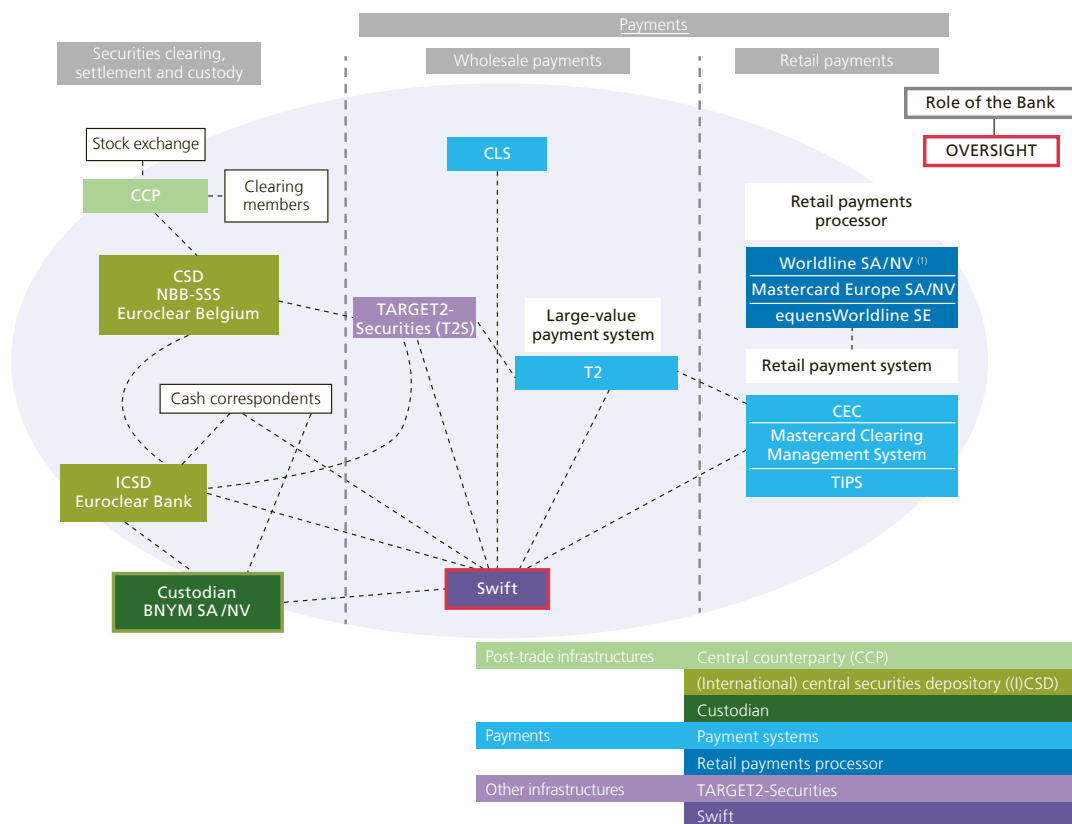 Payments
Securities clearing,
settlement and custody
Wholesale payments
Retail payments
Role of the Bank
OVERSIGHT
Stock exchange
CCP
Clearing
members
CLS
Retail payments
processor
CSD
NBB-SSS
Euroclear Belgium
Worldline SA/NV (1)
Mastercard Europe SA/NV
equensWorldline SE
TARGET2-
Securities (T2S)
Large-value
payment system
T2
Retail payment system
Cash correspondents
CEC
Mastercard Clearing
Management System
TIPS
ICSD
Euroclear Bank
Custodian
BNYM SA/NV
Swift
Post-trade infrastructures
Central counterparty (CCP)
(International) central securities depository ((I)CSD)
Custodian
Payments
Payment systems
Retail payments processor
Other infrastructures
TARGET2-Securities
Swift